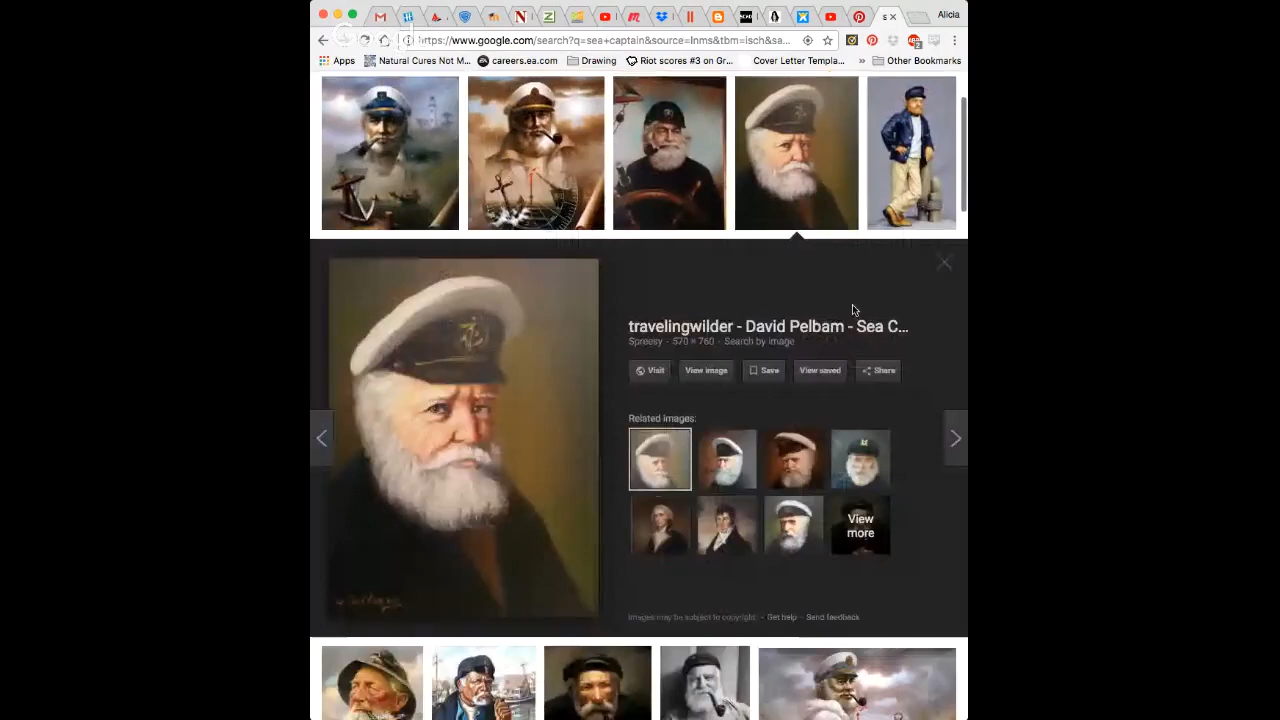 Alicia
https://www.google.com/search?q=sea+captain&source=lnms&tbm=isch&sa...
Apps Natural Cures Not M... careers.ea.com Drawing Riot scores #3 on Gr... Cover Letter Templa... » Other Bookmarks
travelingwilder - David Pelbam - Sea C...
Spreesy · 570 × 760 · Search by image
Visit View image Save View saved Share
Related images:
View
more
Images may be subject to copyright. - Get help - Send feedback